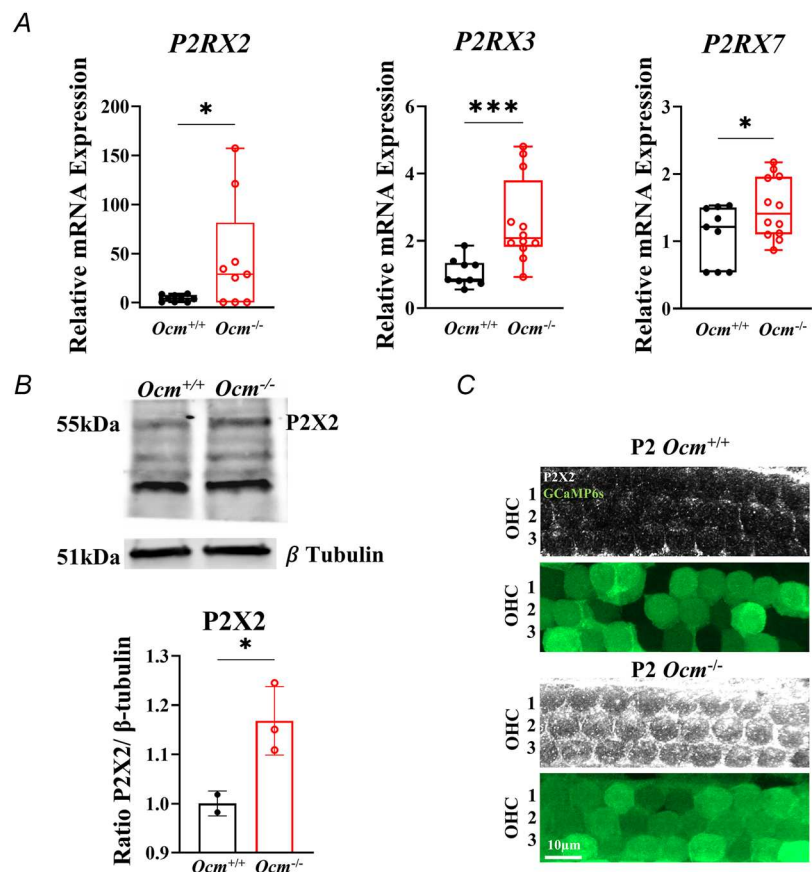 A
P2RX2
Relative mRNA Expression
200
150
100
50
0
*
Ocm+/+ Ocm-/-
P2RX3
Relative mRNA Expression
6
4
2
0
***
Ocm+/+ Ocm-/-
P2RX7
Relative mRNA Expression
3
2
1
0
*
Ocm+/+ Ocm-/-
B
Ocm+/+ Ocm-/-
55kDa P2X2
51kDa β Tubulin
P2X2
Ratio P2X2/ β-tubulin
1.3
1.2
1.1
1.0
0.9
*
Ocm+/+ Ocm-/-
C
P2 Ocm+/+
P2X2
GCaMP6s
OHC
1
2
3
OHC
1
2
3
P2 Ocm-/-
OHC
1
2
3
OHC
1
2
3
10μm